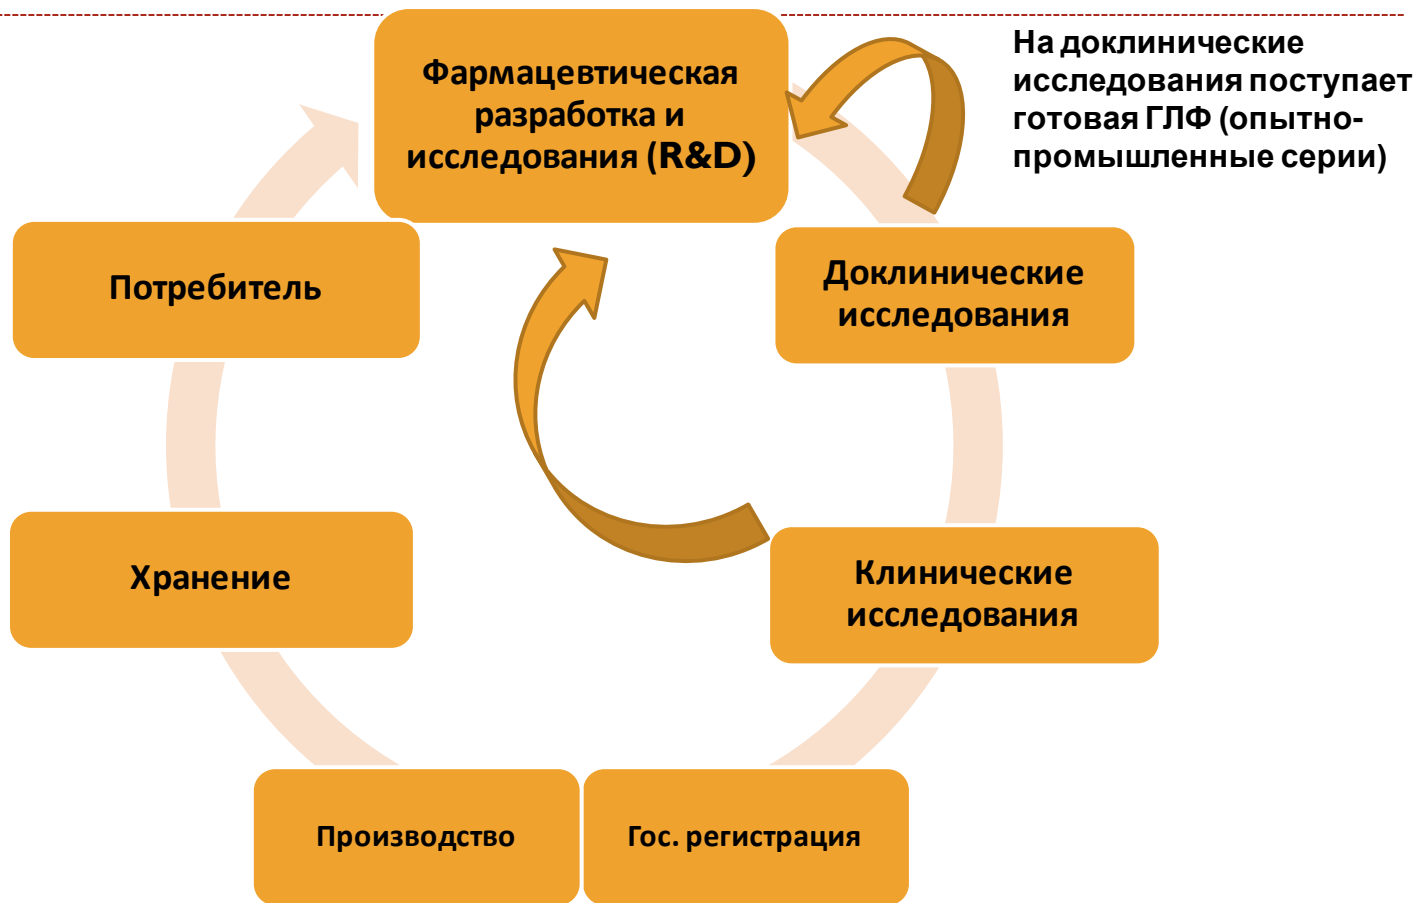 Фармацевтическая
разработка и
исследования (R&D)
На доклинические
исследования поступает
готовая ГЛФ (опытно-
промышленные серии)
Доклинические
исследования
Клинические
исследования
Гос. регистрация
Производство
Хранение
Потребитель